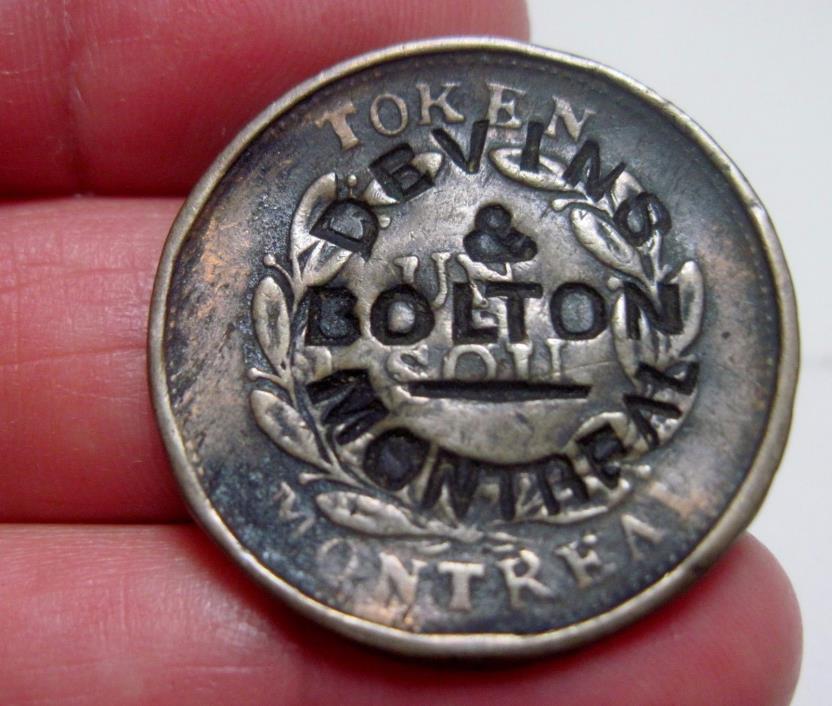 TOKEN
DEVINS
&
UN
BOLTON
SOU
MONTREAL
MONTREAL